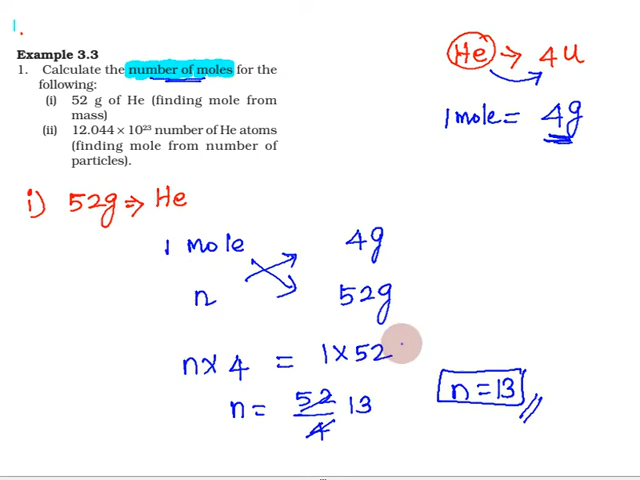 1.
Example 3.3
1. Calculate the number of moles for the
following:
(i) 52 g of He (finding mole from
mass)
(ii) 12.044 × 10²³ number of He atoms
(finding mole from number of
particles).
He → 4u
1 mole = 4g
i) 52g ⇒ He
1 mole 4g
n 52g
n × 4 = 1 × 52
n = 52/4 13
n = 13